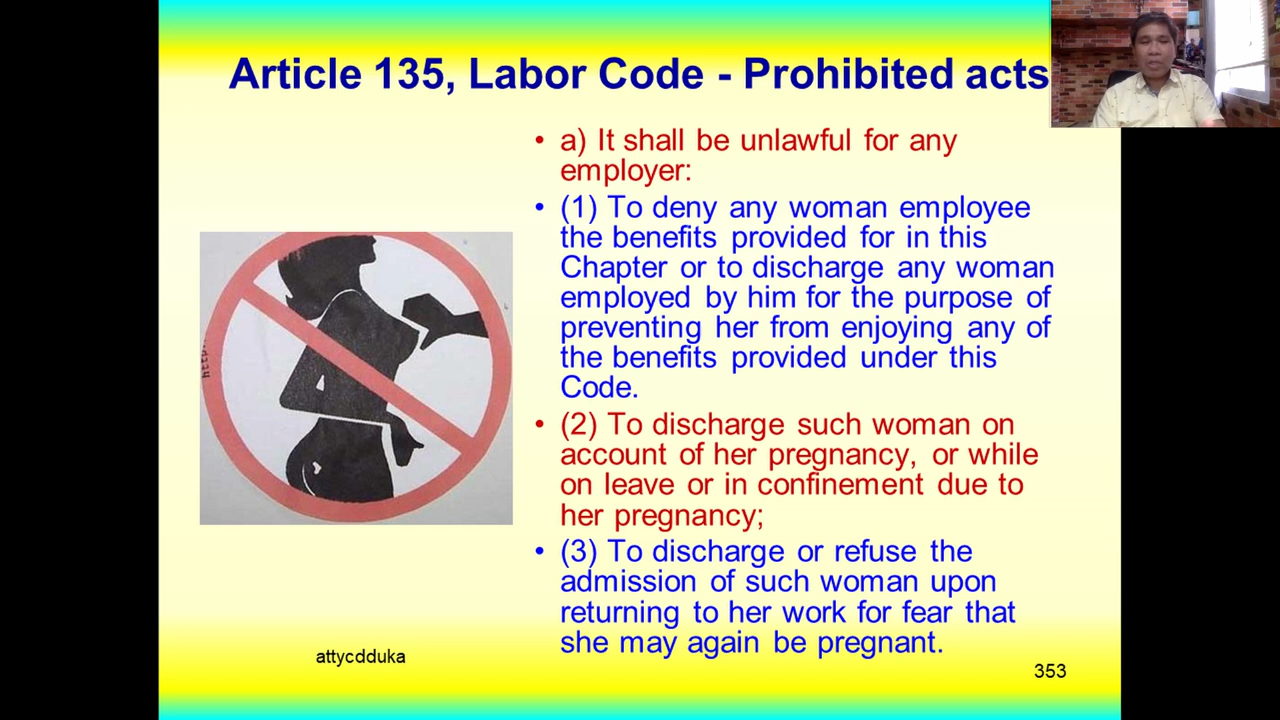 Article 135, Labor Code - Prohibited acts
• a) It shall be unlawful for any
employer:
• (1) To deny any woman employee
the benefits provided for in this
Chapter or to discharge any woman
employed by him for the purpose of
preventing her from enjoying any of
the benefits provided under this
Code.
• (2) To discharge such woman on
account of her pregnancy, or while
on leave or in confinement due to
her pregnancy;
• (3) To discharge or refuse the
admission of such woman upon
returning to her work for fear that
she may again be pregnant.
attycdduka
353